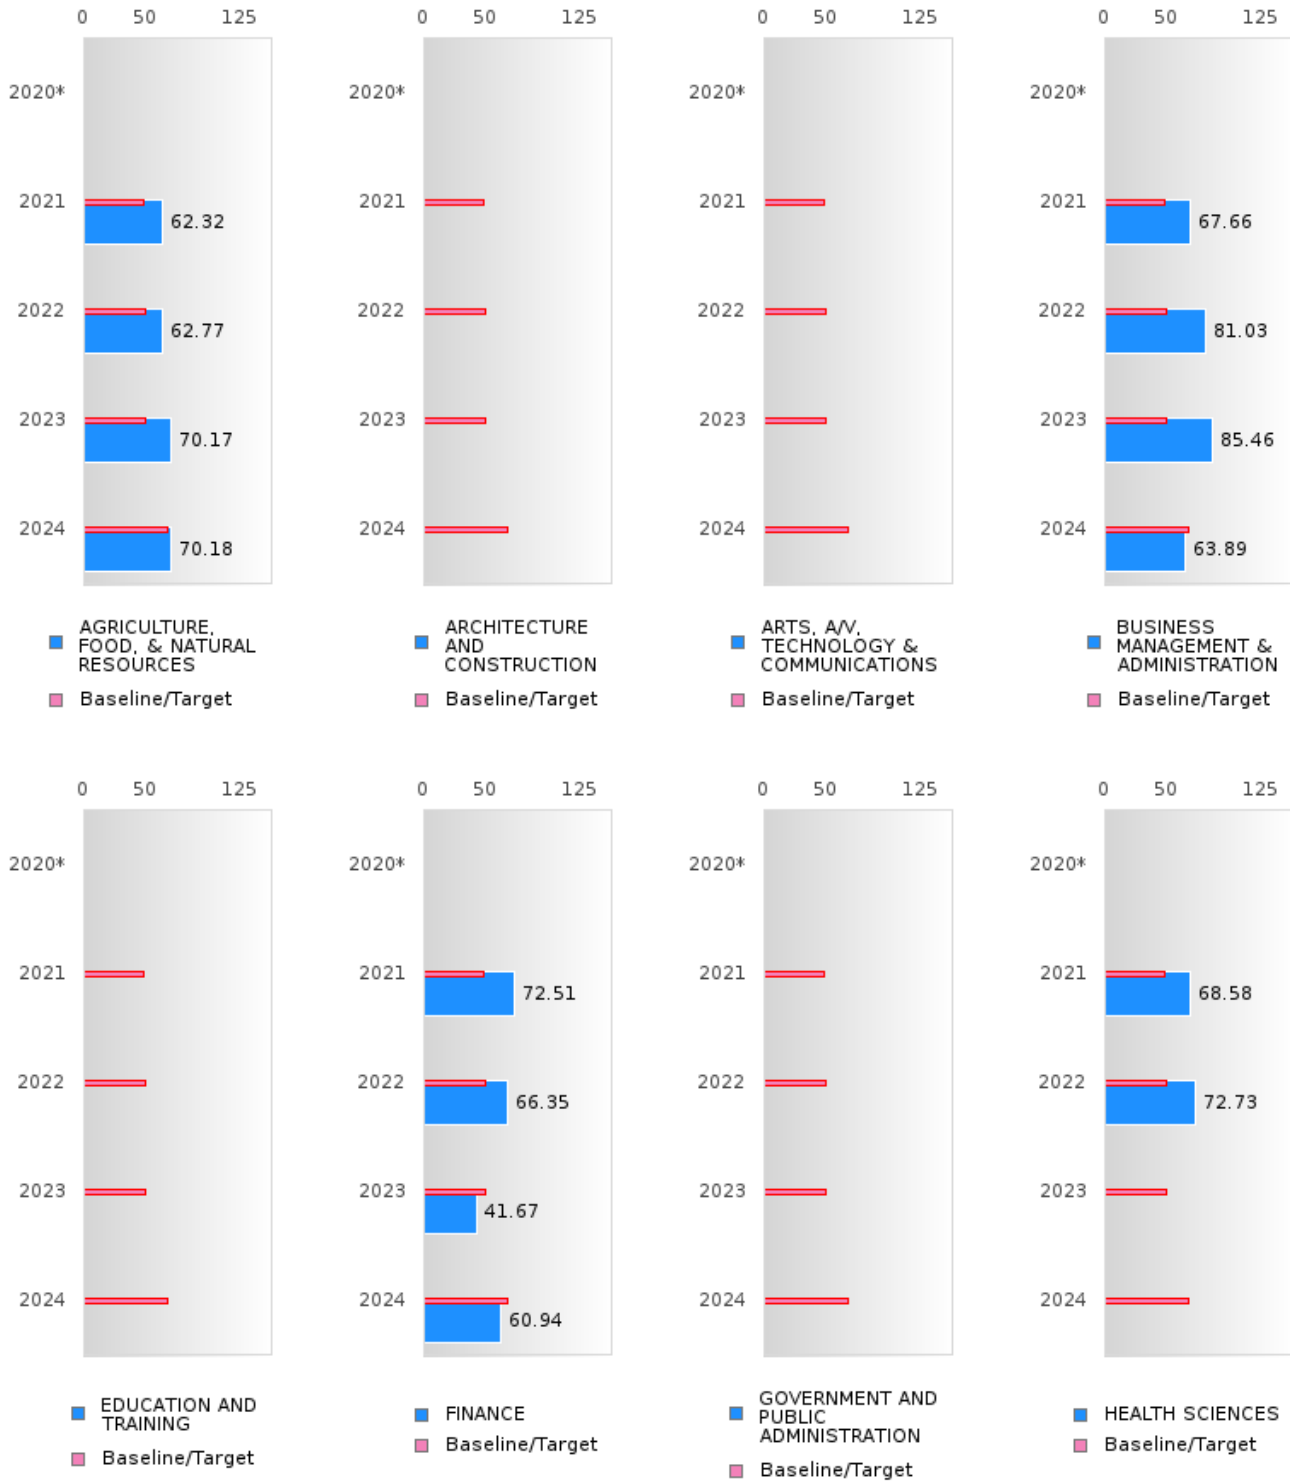 0 50 125
2020*
2021 62.32
2022 62.77
2023 70.17
2024 70.18
AGRICULTURE,
FOOD, & NATURAL
RESOURCES
Baseline/Target
0 50 125
2020*
2021
2022
2023
2024
ARCHITECTURE
AND
CONSTRUCTION
Baseline/Target
0 50 125
2020*
2021
2022
2023
2024
ARTS, A/V,
TECHNOLOGY &
COMMUNICATIONS
Baseline/Target
0 50 125
2020*
2021 67.66
2022 81.03
2023 85.46
2024 63.89
BUSINESS
MANAGEMENT &
ADMINISTRATION
Baseline/Target
0 50 125
2020*
2021
2022
2023
2024
EDUCATION AND
TRAINING
Baseline/Target
0 50 125
2020*
2021 72.51
2022 66.35
2023 41.67
2024 60.94
FINANCE
Baseline/Target
0 50 125
2020*
2021
2022
2023
2024
GOVERNMENT AND
PUBLIC
ADMINISTRATION
Baseline/Target
0 50 125
2020*
2021 68.58
2022 72.73
2023
2024
HEALTH SCIENCES
Baseline/Target